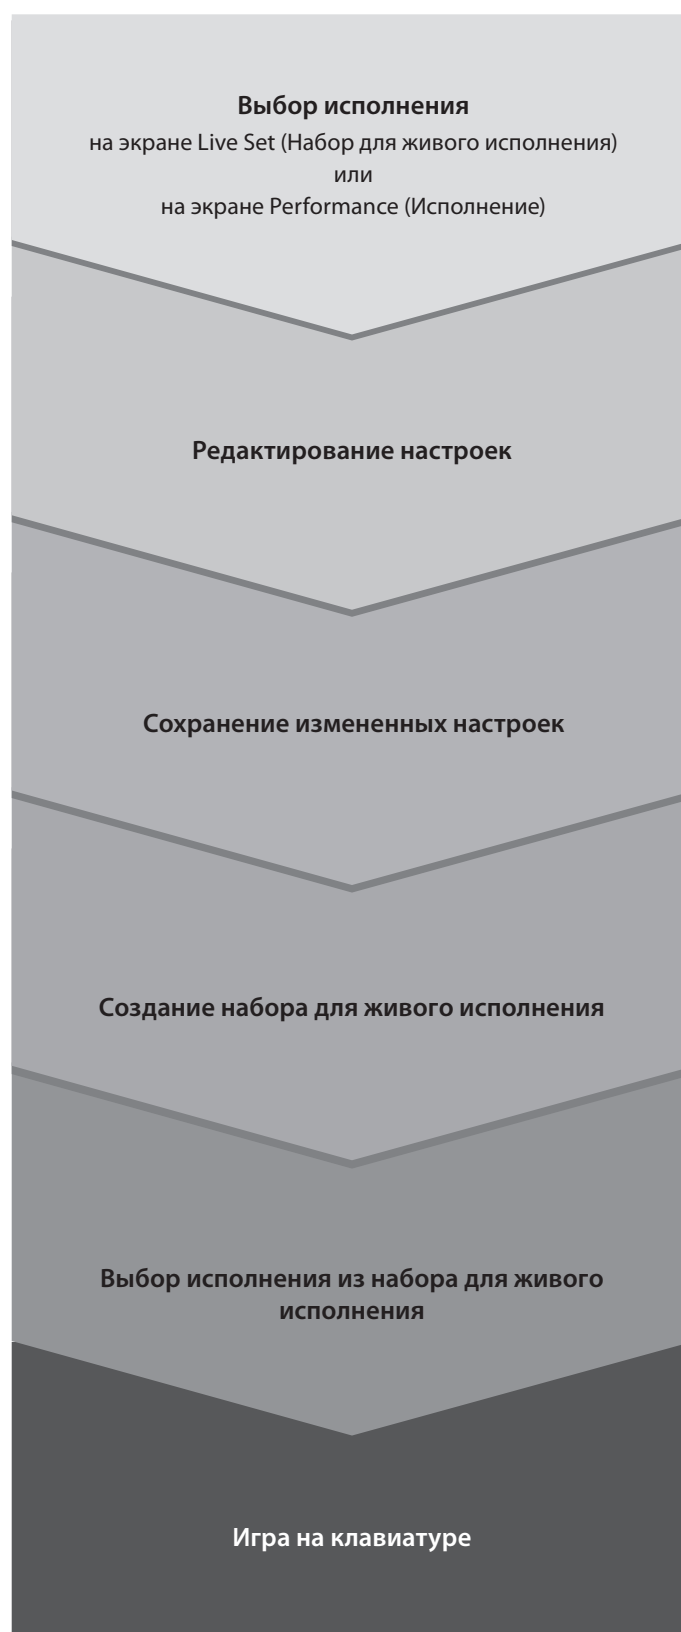 Выбор исполнения
на экране Live Set (Набор для живого исполнения)
или
на экране Performance (Исполнение)
Редактирование настроек
Сохранение измененных настроек
Создание набора для живого исполнения
Выбор исполнения из набора для живого
исполнения
Игра на клавиатуре